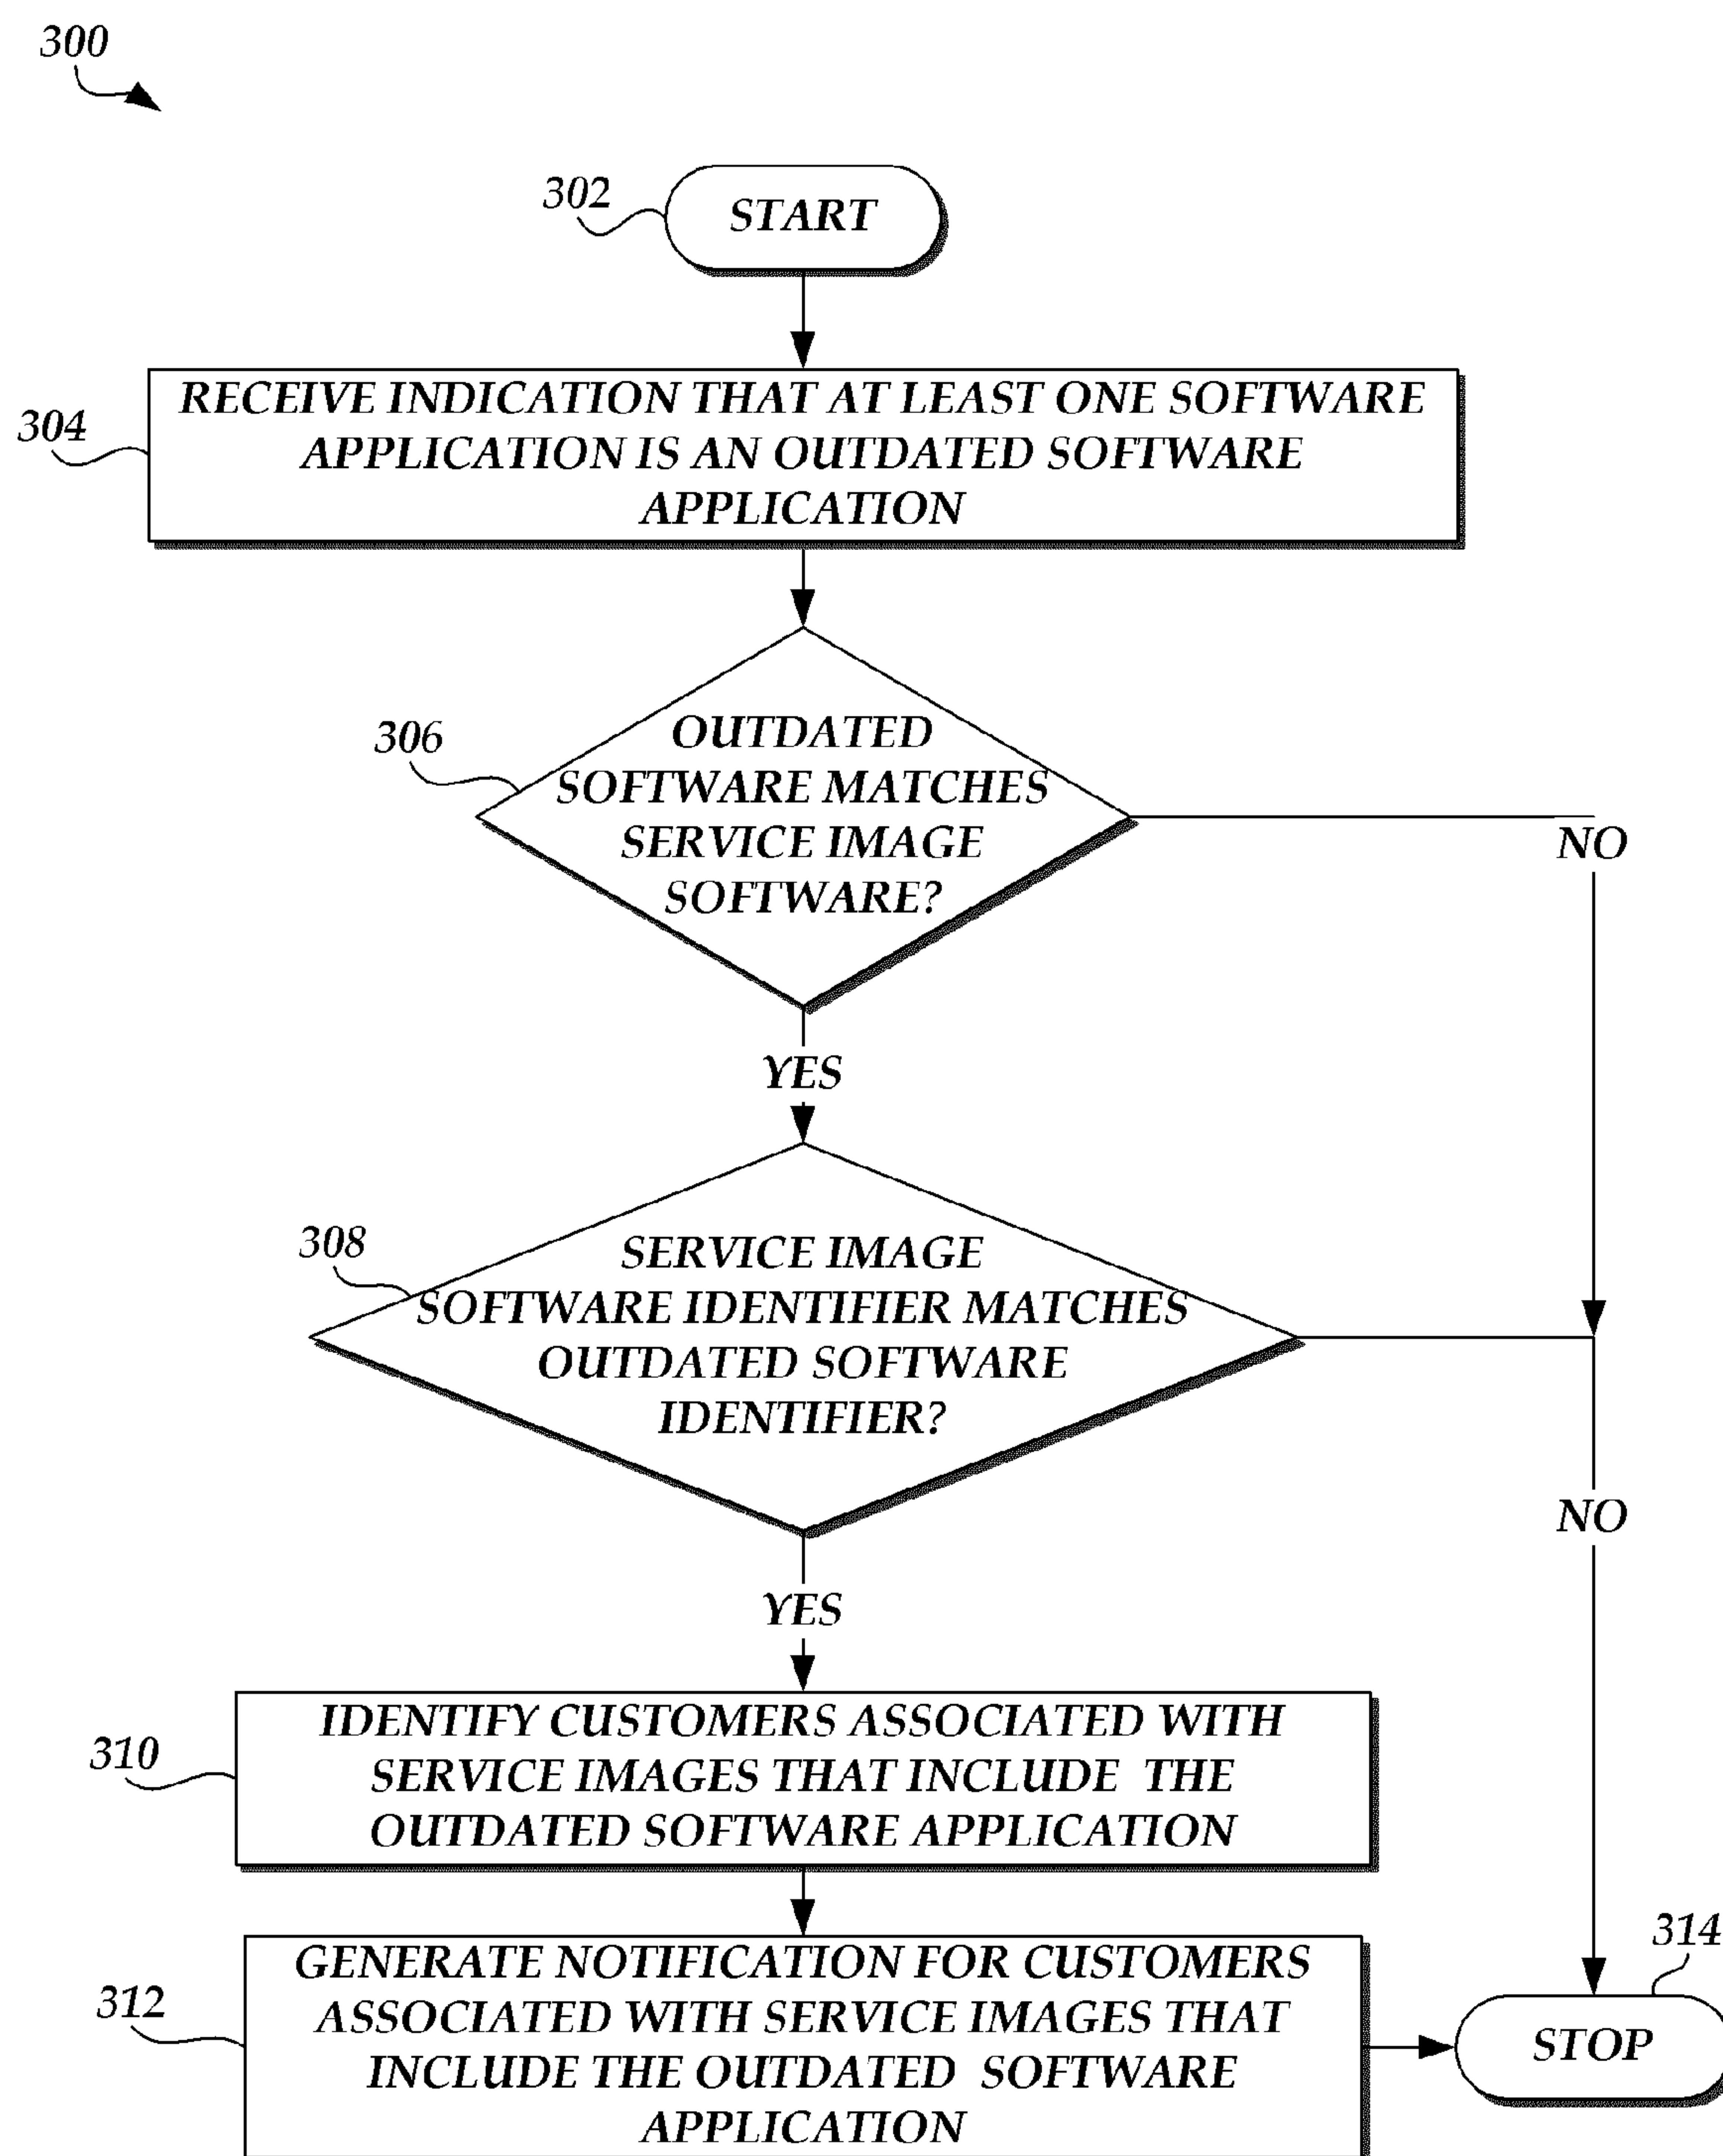 300
302
START
304
RECEIVE INDICATION THAT AT LEAST ONE SOFTWARE
APPLICATION IS AN OUTDATED SOFTWARE
APPLICATION
306
OUTDATED
SOFTWARE MATCHES
SERVICE IMAGE
SOFTWARE?
NO
YES
308
SERVICE IMAGE
SOFTWARE IDENTIFIER MATCHES
OUTDATED SOFTWARE
IDENTIFIER?
NO
YES
310
IDENTIFY CUSTOMERS ASSOCIATED WITH
SERVICE IMAGES THAT INCLUDE THE
OUTDATED SOFTWARE APPLICATION
312
GENERATE NOTIFICATION FOR CUSTOMERS
ASSOCIATED WITH SERVICE IMAGES THAT
INCLUDE THE OUTDATED SOFTWARE
APPLICATION
314
STOP